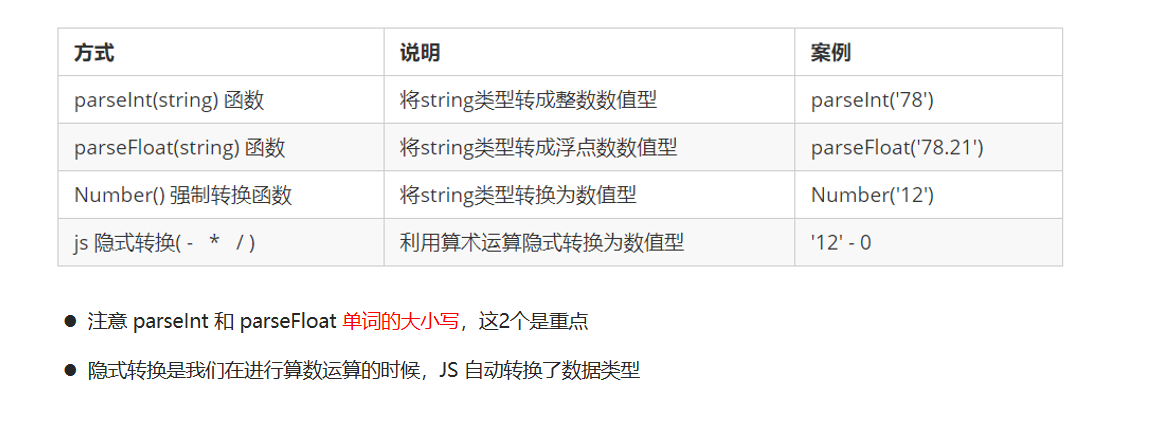 方式 说明 案例
parseInt(string) 函数 将string类型转成整数数值型 parseInt('78')
parseFloat(string) 函数 将string类型转成浮点数数值型 parseFloat('78.21')
Number() 强制转换函数 将string类型转换为数值型 Number('12')
js 隐式转换( - * / ) 利用算术运算隐式转换为数值型 '12' - 0
● 注意 parseInt 和 parseFloat 单词的大小写，这2个是重点
● 隐式转换是我们在进行算数运算的时候，JS 自动转换了数据类型